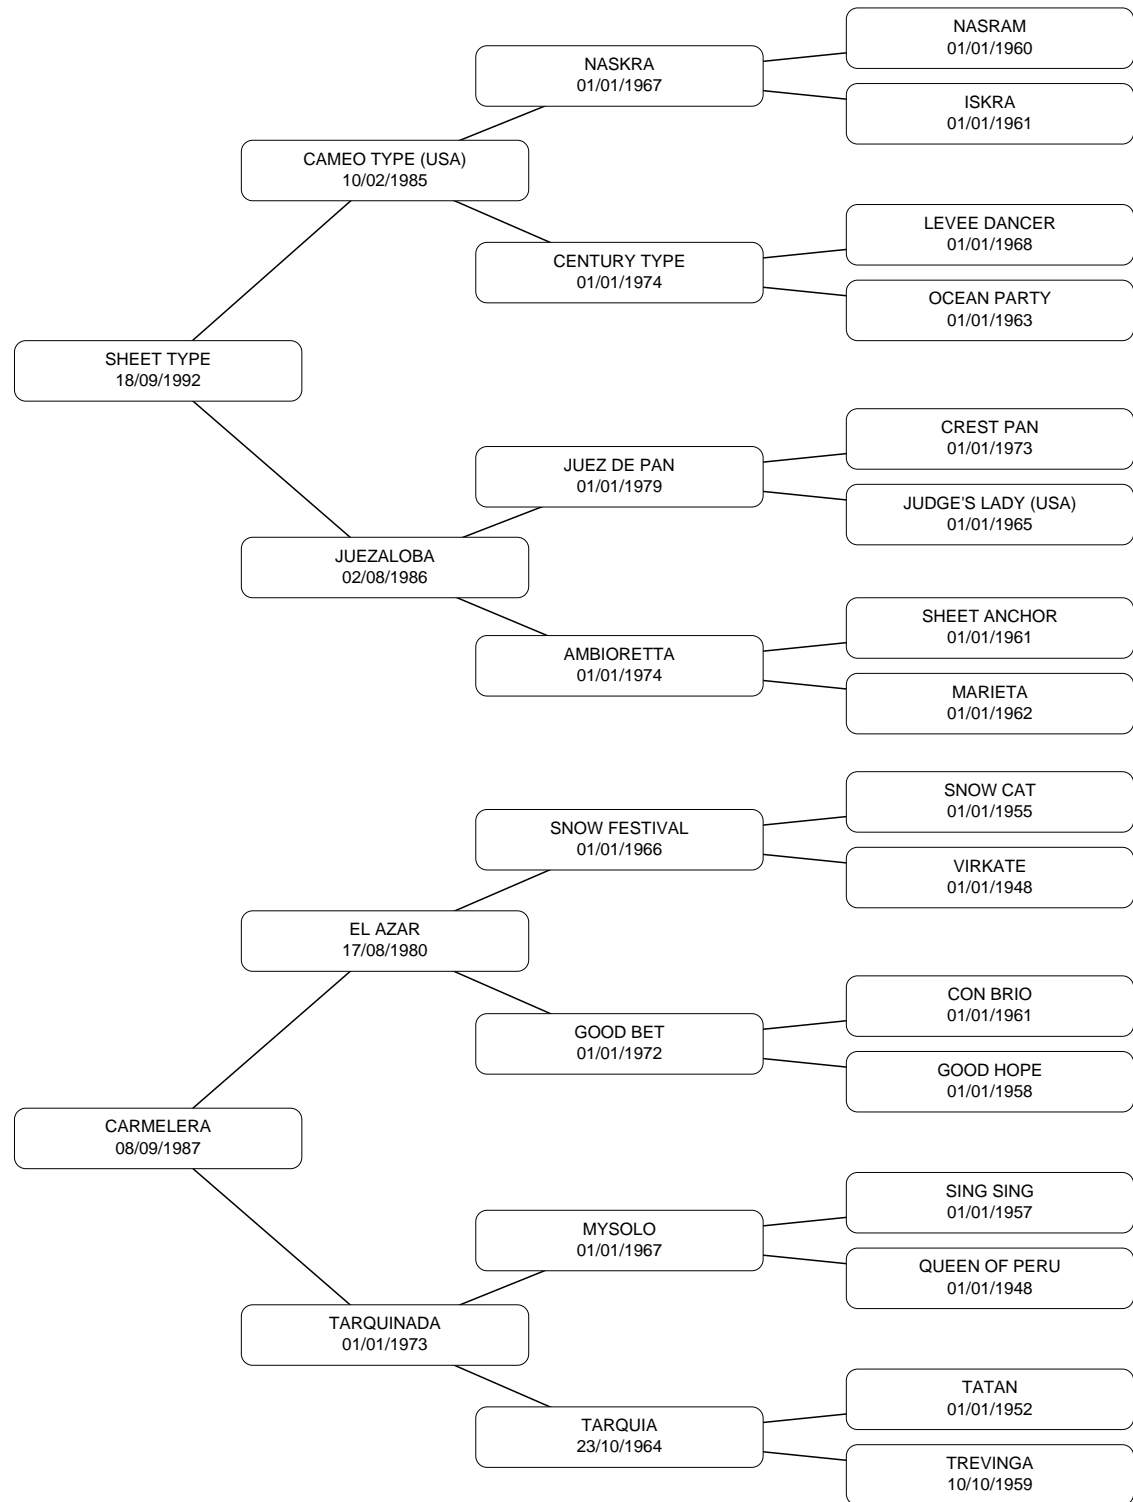 NASRAM
01/01/1960
NASKRA
01/01/1967
ISKRA
01/01/1961
CAMEO TYPE (USA)
10/02/1985
LEVEE DANCER
01/01/1968
CENTURY TYPE
01/01/1974
OCEAN PARTY
01/01/1963
SHEET TYPE
18/09/1992
CREST PAN
01/01/1973
JUEZ DE PAN
01/01/1979
JUDGE'S LADY (USA)
01/01/1965
JUEZALOBA
02/08/1986
SHEET ANCHOR
01/01/1961
AMBIORETTA
01/01/1974
MARIETA
01/01/1962
SNOW CAT
01/01/1955
SNOW FESTIVAL
01/01/1966
VIRKATE
01/01/1948
EL AZAR
17/08/1980
CON BRIO
01/01/1961
GOOD BET
01/01/1972
GOOD HOPE
01/01/1958
CARMELERA
08/09/1987
SING SING
01/01/1957
MYSOLO
01/01/1967
QUEEN OF PERU
01/01/1948
TARQUINADA
01/01/1973
TATAN
01/01/1952
TARQUIA
23/10/1964
TREVINGA
10/10/1959